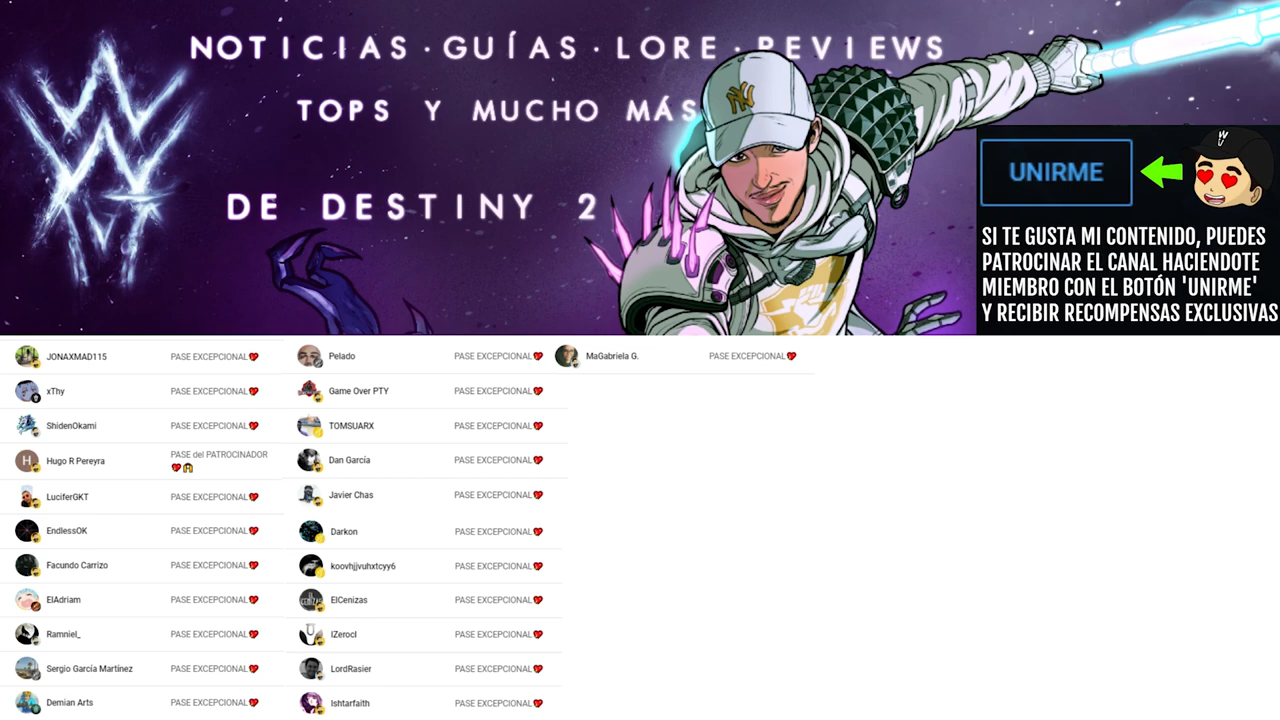 NOTICIAS · GUÍAS · LORE · REVIEWS
TOPS Y MUCHO MÁS
DE DESTINY 2
NY
UNIRME
SI TE GUSTA MI CONTENIDO, PUEDES
PATROCINAR EL CANAL HACIENDOTE
MIEMBRO CON EL BOTÓN 'UNIRME'
Y RECIBIR RECOMPENSAS EXCLUSIVAS
JONAXMAD115 PASE EXCEPCIONAL
xThy PASE EXCEPCIONAL
ShidenOkami PASE EXCEPCIONAL
H Hugo R Pereyra PASE del PATROCINADOR
LuciferGKT PASE EXCEPCIONAL
EndlessOK PASE EXCEPCIONAL
Facundo Carrizo PASE EXCEPCIONAL
ElAdriam PASE EXCEPCIONAL
Ramniel_ PASE EXCEPCIONAL
Sergio García Martínez PASE EXCEPCIONAL
Demian Arts PASE EXCEPCIONAL
Pelado PASE EXCEPCIONAL
Game Over PTY PASE EXCEPCIONAL
TOMSUARX PASE EXCEPCIONAL
Dan García PASE EXCEPCIONAL
Javier Chas PASE EXCEPCIONAL
Darkon PASE EXCEPCIONAL
koovhjjvuhxtcyy6 PASE EXCEPCIONAL
ElCenizas PASE EXCEPCIONAL
IZerocI PASE EXCEPCIONAL
LordRasier PASE EXCEPCIONAL
Ishtarfaith PASE EXCEPCIONAL
MaGabriela G. PASE EXCEPCIONAL